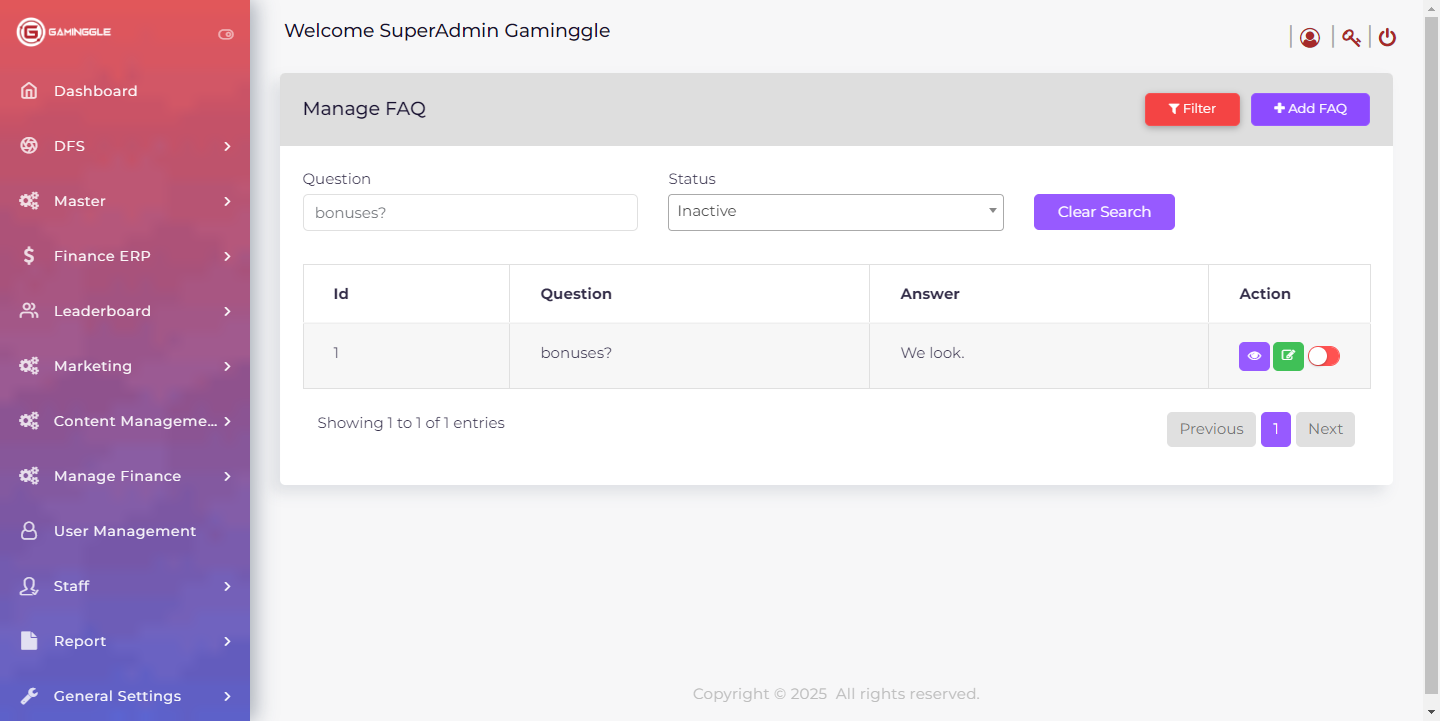 GAMINGGLE
Welcome SuperAdmin Gaminggle
Dashboard
DFS
Master
Finance ERP
Leaderboard
Marketing
Content Manageme...
Manage Finance
User Management
Staff
Report
General Settings
Manage FAQ
Filter
Add FAQ
Question
Status
bonuses?
Inactive
Clear Search
Id Question Answer Action
1 bonuses? We look.
Showing 1 to 1 of 1 entries
Previous 1 Next
Copyright © 2025 All rights reserved.